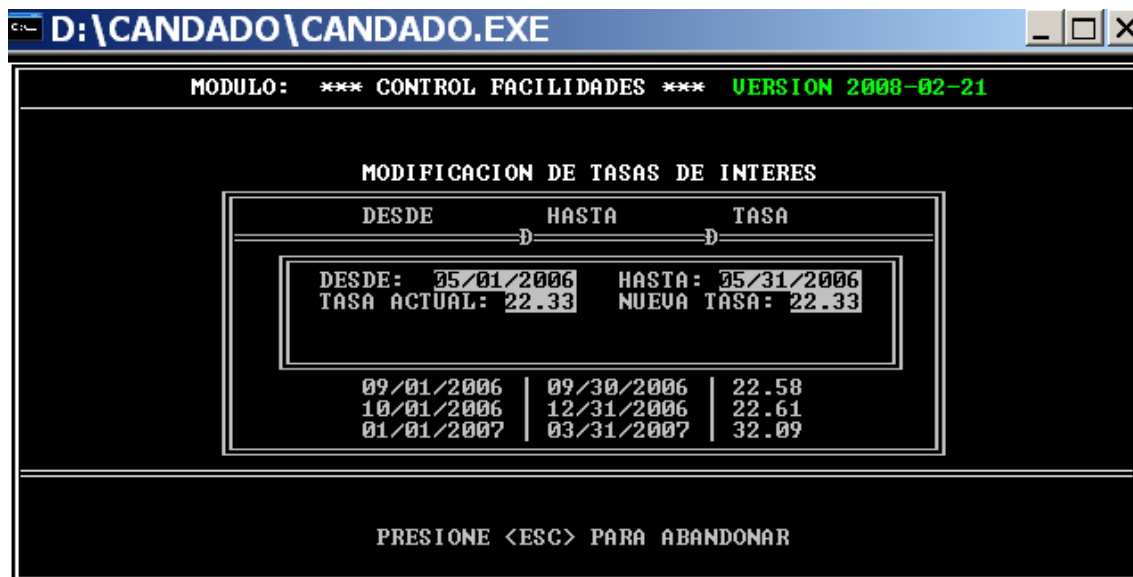 D:\CANDADO\CANDADO.EXE
MODULO: *** CONTROL FACILIDADES *** VERSION 2008-02-21
MODIFICACION DE TASAS DE INTERES
DESDE HASTA TASA
DESDE: 05/01/2006 HASTA: 05/31/2006
TASA ACTUAL: 22.33 NUEVA TASA: 22.33
09/01/2006 | 09/30/2006 | 22.58
10/01/2006 | 12/31/2006 | 22.61
01/01/2007 | 03/31/2007 | 32.09
PRESIONE <ESC> PARA ABANDONAR